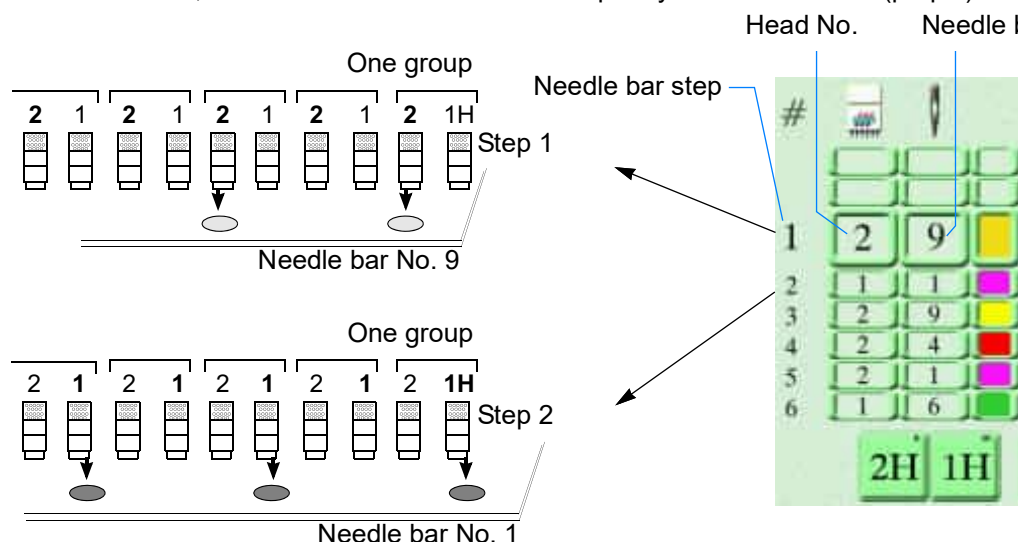 Head No. Needle b
One group
2 1 2 1 2 1 2 1 2 1H
Step 1
Needle bar No. 9
Needle bar step
#
1 2 9
2 1 1
3 2 9
4 2 4
5 2 1
6 1 6
2H 1H
One group
2 1 2 1 2 1 2 1 2 1H
Step 2
Needle bar No. 1